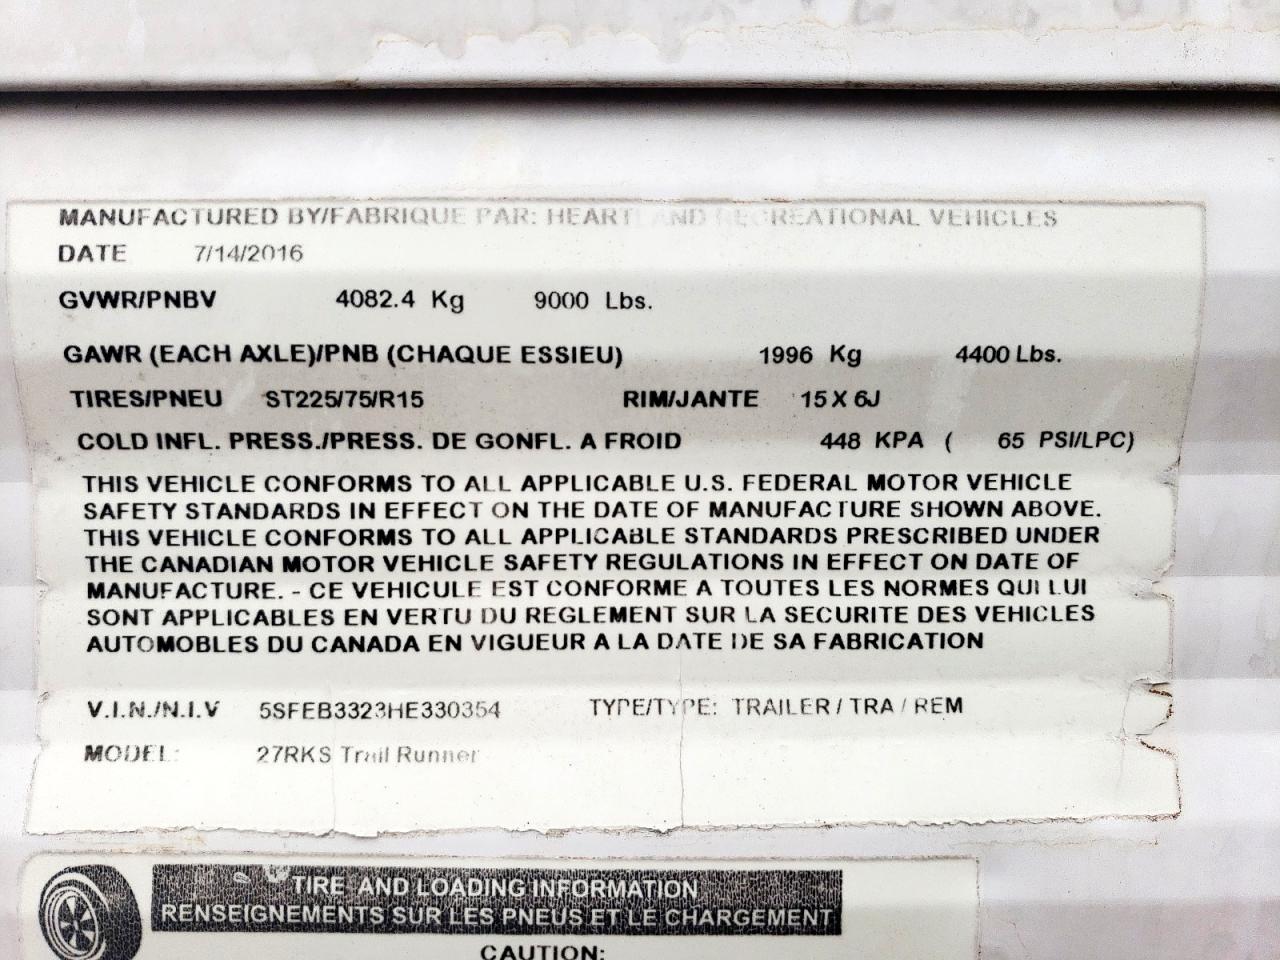 MANUFACTURED BY/FABRIQUE PAR: HEARTLAND RECREATIONAL VEHICLES
DATE 7/14/2016
GVWR/PNBV 4082.4 Kg 9000 Lbs.
GAWR (EACH AXLE)/PNB (CHAQUE ESSIEU) 1996 Kg 4400 Lbs.
TIRES/PNEU ST225/75/R15 RIM/JANTE 15 X 6J
COLD INFL. PRESS./PRESS. DE GONFL. A FROID 448 KPA ( 65 PSI/LPC)
THIS VEHICLE CONFORMS TO ALL APPLICABLE U.S. FEDERAL MOTOR VEHICLE
SAFETY STANDARDS IN EFFECT ON THE DATE OF MANUFACTURE SHOWN ABOVE.
THIS VEHICLE CONFORMS TO ALL APPLICABLE STANDARDS PRESCRIBED UNDER
THE CANADIAN MOTOR VEHICLE SAFETY REGULATIONS IN EFFECT ON DATE OF
MANUFACTURE. - CE VEHICULE EST CONFORME A TOUTES LES NORMES QUI LUI
SONT APPLICABLES EN VERTU DU REGLEMENT SUR LA SECURITE DES VEHICLES
AUTOMOBLES DU CANADA EN VIGUEUR A LA DATE DE SA FABRICATION
V.I.N./N.I.V 5SFEB3323HE330354 TYPE/TYPE: TRAILER / TRA / REM
MODEL: 27RKS Trail Runner
TIRE AND LOADING INFORMATION
RENSEIGNEMENTS SUR LES PNEUS ET LE CHARGEMENT
CAUTION: